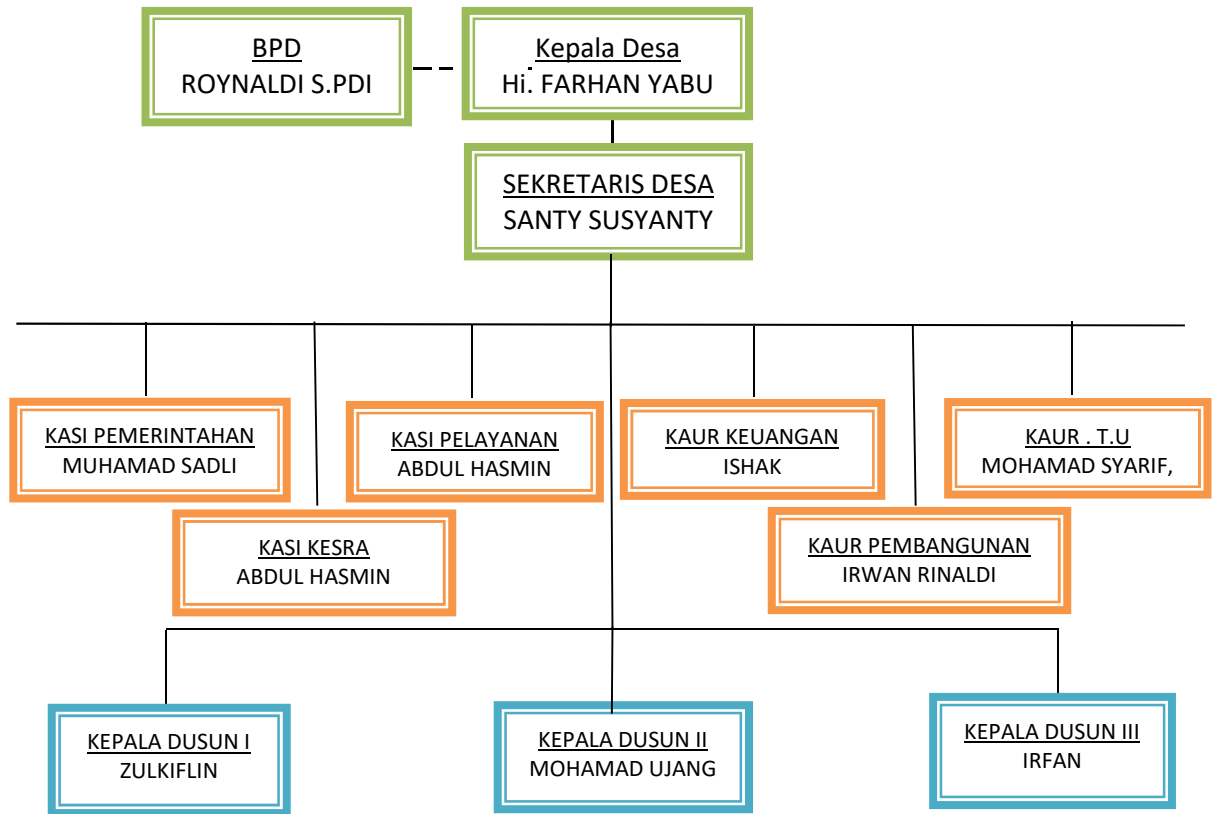 BPD
ROYNALDI S.PDI
Kepala Desa
Hi. FARHAN YABU
SEKRETARIS DESA
SANTY SUSYANTY
KASI PEMERINTAHAN
MUHAMAD SADLI
KASI PELAYANAN
ABDUL HASMIN
KAUR KEUANGAN
ISHAK
KAUR . T.U
MOHAMAD SYARIF,
KASI KESRA
ABDUL HASMIN
KAUR PEMBANGUNAN
IRWAN RINALDI
KEPALA DUSUN I
ZULKIFLIN
KEPALA DUSUN II
MOHAMAD UJANG
KEPALA DUSUN III
IRFAN